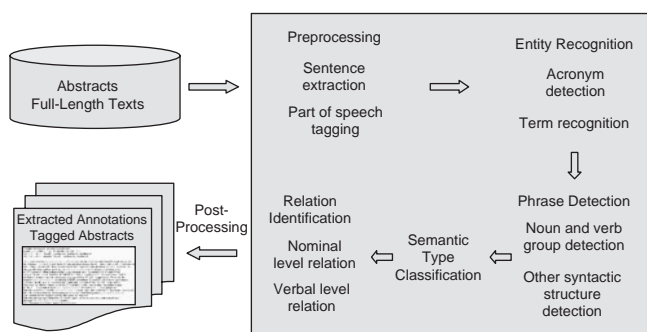 Abstracts
Full-Length Texts
Preprocessing
Sentence
extraction
Part of speech
tagging
Entity Recognition
Acronym
detection
Term recognition
Phrase Detection
Noun and verb
group detection
Other syntactic
structure
detection
Semantic
Type
Classification
Relation
Identification
Nominal
level relation
Verbal level
relation
Post-
Processing
Extracted Annotations
Tagged Abstracts